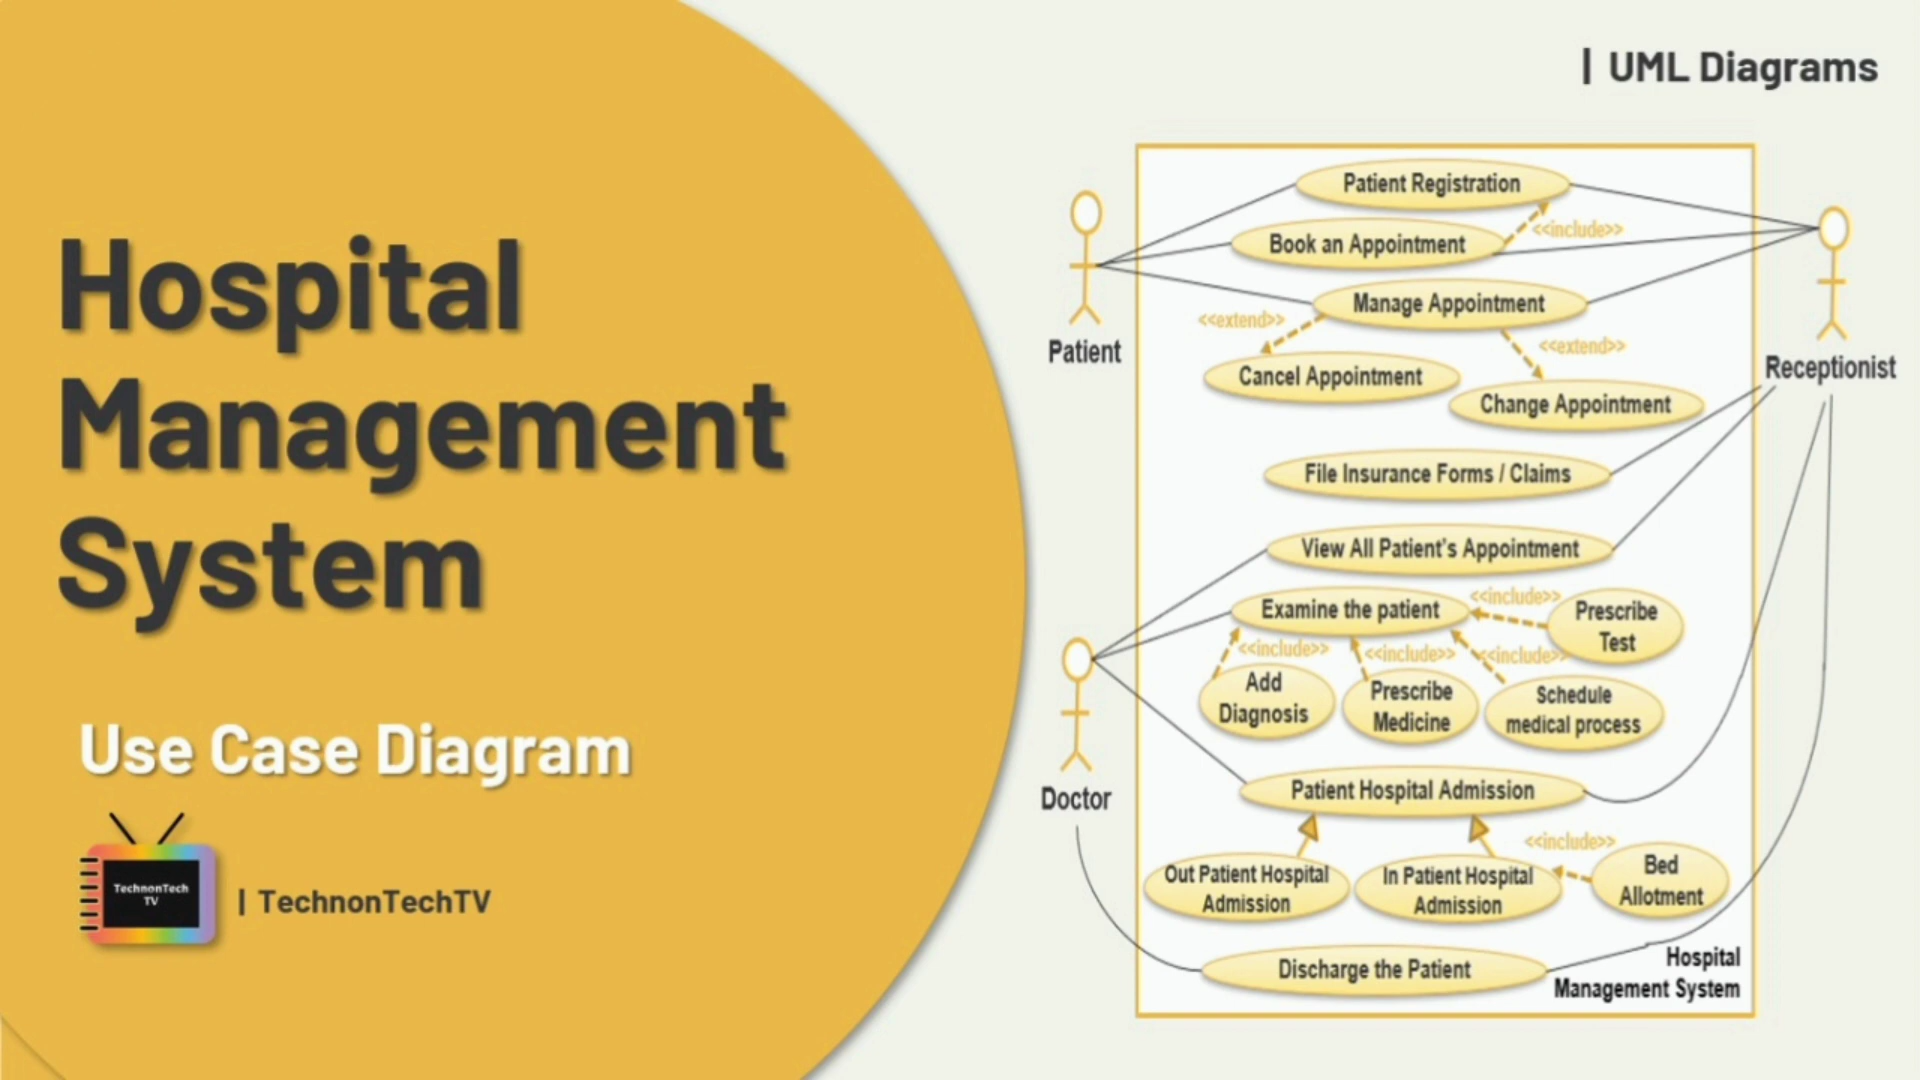 | UML Diagrams
Hospital
Management
System
Use Case Diagram
TechnonTech
TV
| TechnonTechTV
Patient Registration
<<include>>
Book an Appointment
Manage Appointment
<<extend>>
<<extend>>
Patient
Receptionist
Cancel Appointment
Change Appointment
File Insurance Forms / Claims
View All Patient's Appointment
<<include>>
Examine the patient
Prescribe
Test
<<include>>
<<include>>
<<include>>
Add
Diagnosis
Prescribe
Medicine
Schedule
medical process
Doctor
Patient Hospital Admission
<<include>>
Out Patient Hospital
Admission
In Patient Hospital
Admission
Bed
Allotment
Discharge the Patient
Hospital
Management System